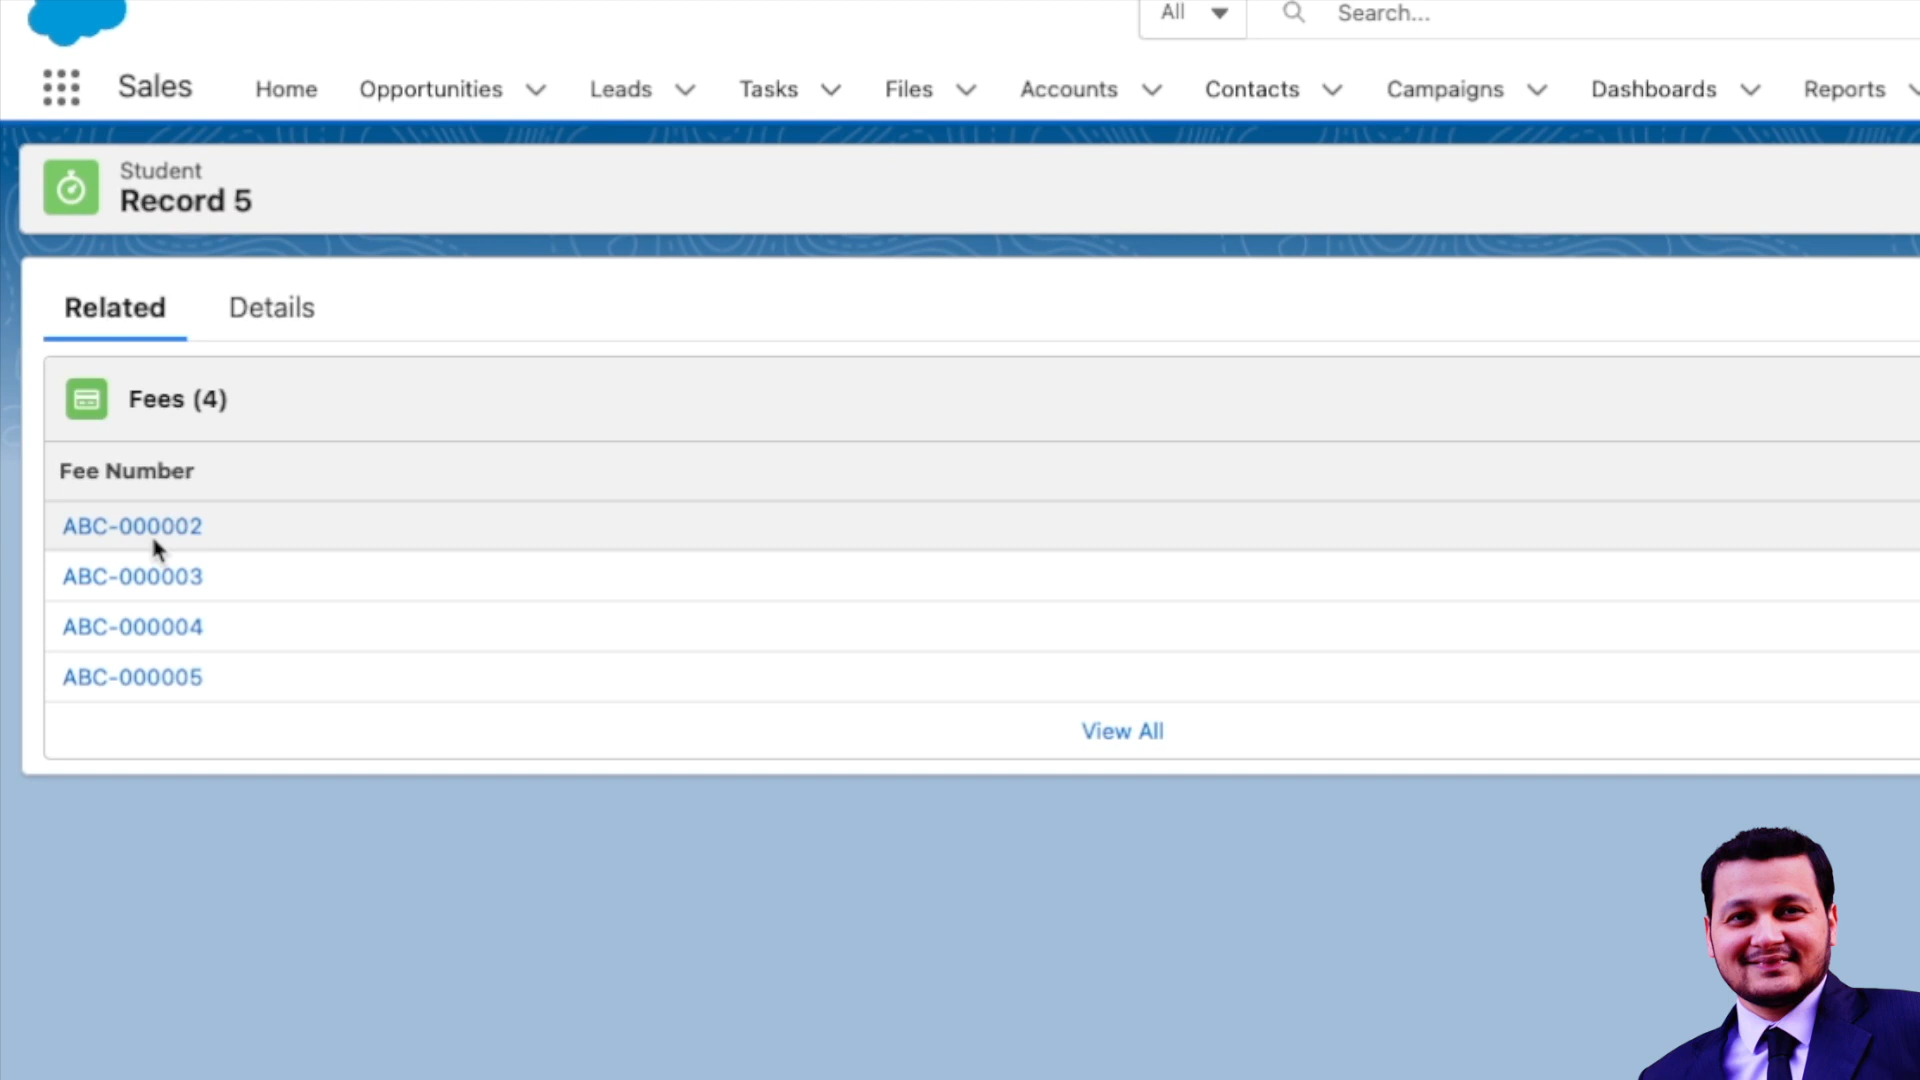 All Search...
Sales Home Opportunities Leads Tasks Files Accounts Contacts Campaigns Dashboards Reports
Student
Record 5
Related Details
Fees (4)
Fee Number
ABC-000002
ABC-000003
ABC-000004
ABC-000005
View All